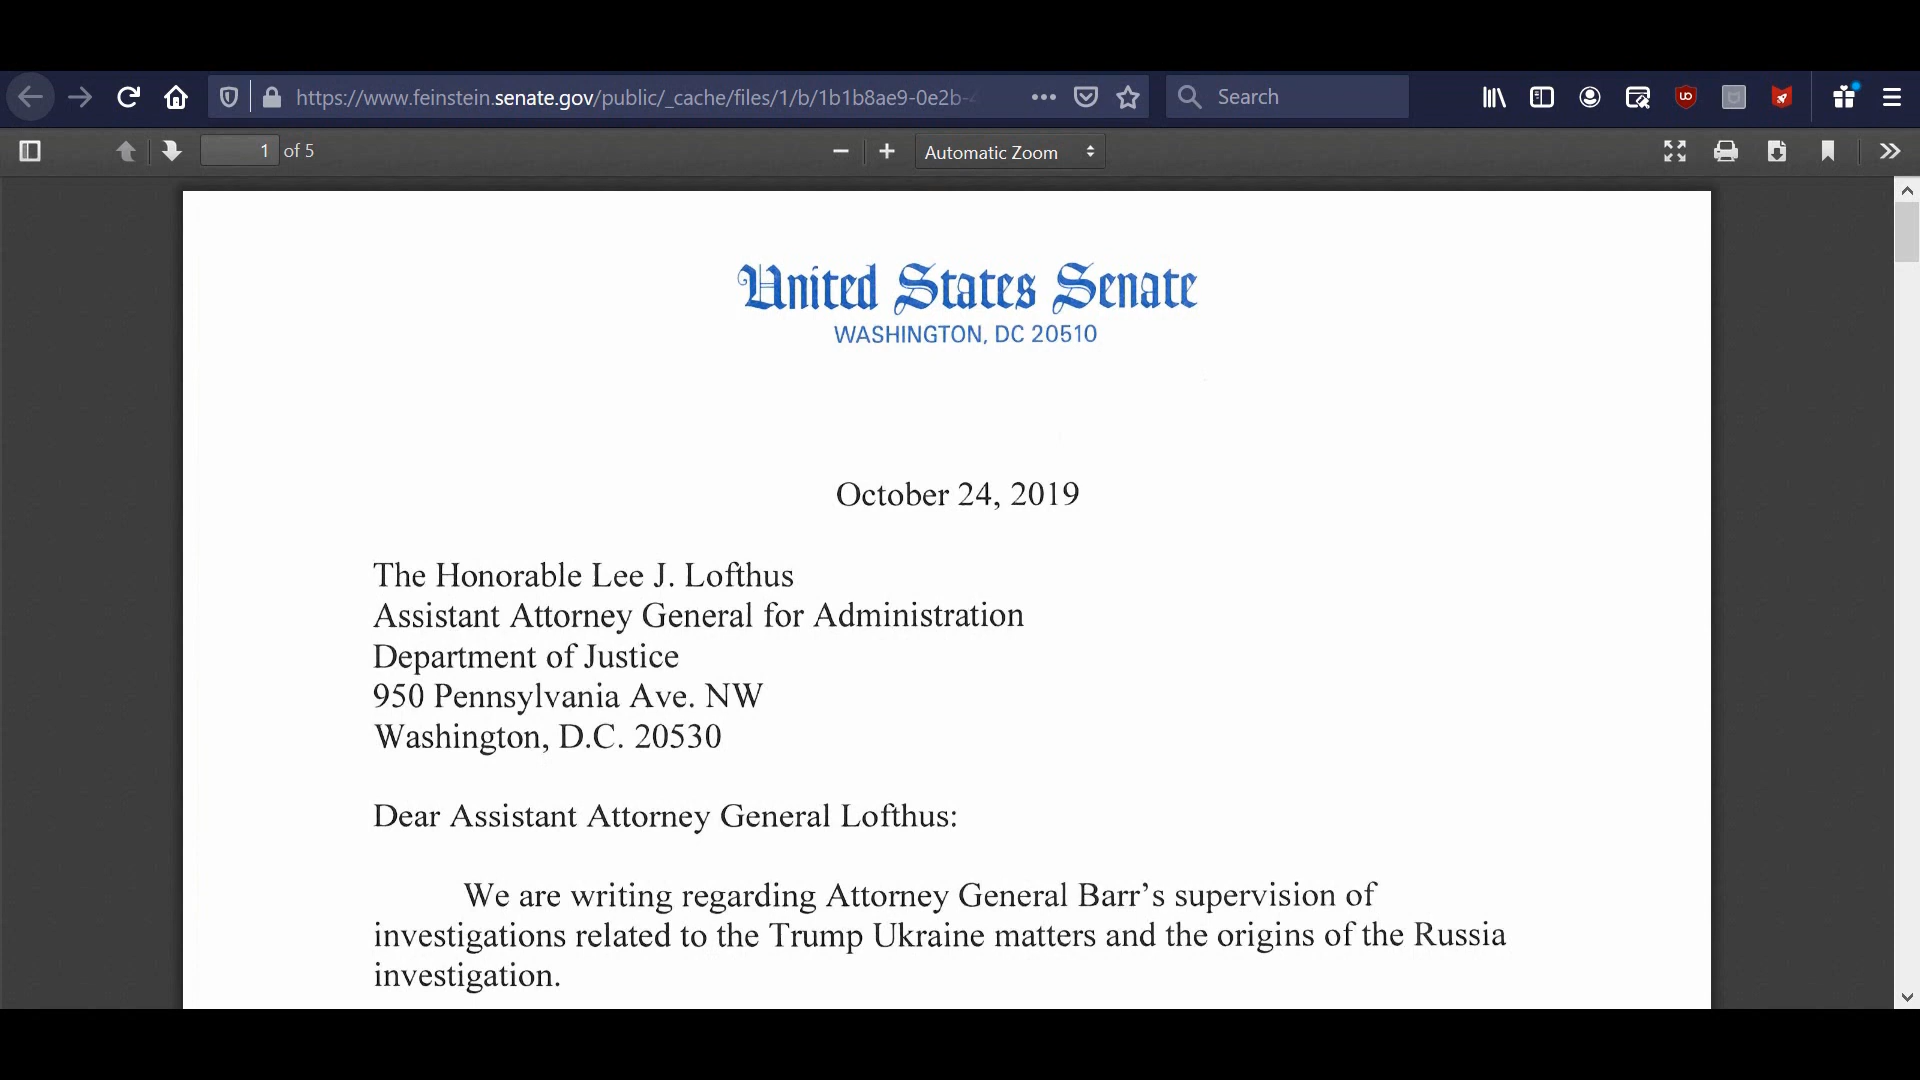 https://www.feinstein.senate.gov/public/_cache/files/1/b/1b1b8ae9-0e2b-
Search
1 of 5
Automatic Zoom
United States Senate
WASHINGTON, DC 20510
October 24, 2019
The Honorable Lee J. Lofthus
Assistant Attorney General for Administration
Department of Justice
950 Pennsylvania Ave. NW
Washington, D.C. 20530
Dear Assistant Attorney General Lofthus:
We are writing regarding Attorney General Barr's supervision of
investigations related to the Trump Ukraine matters and the origins of the Russia
investigation.